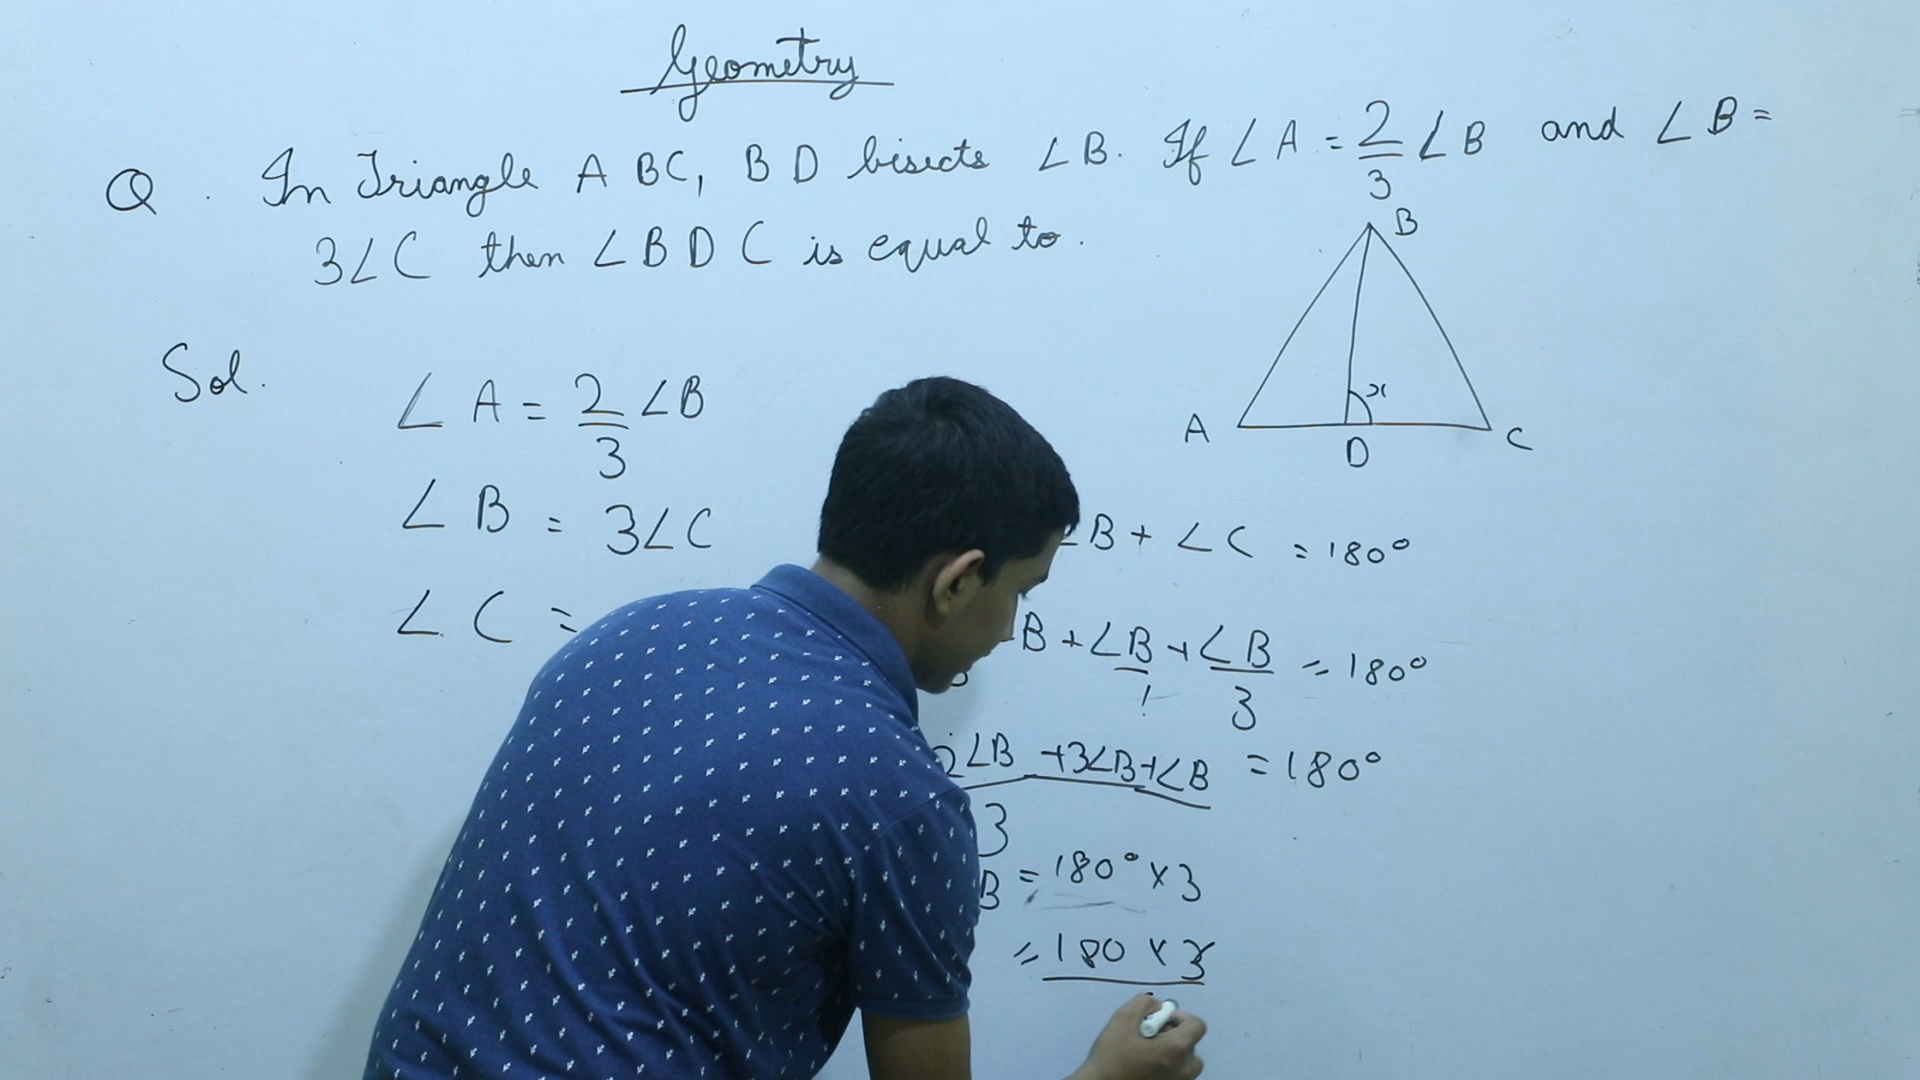 Geometry
Q. In Triangle ABC, BD bisects ∠B. If ∠A = 2/3 ∠B and ∠B =
3∠C then ∠BDC is equal to.
B
x
A D C
Sol.
∠A = 2/3 ∠B
∠B = 3∠C
∠C =
∠B + ∠C = 180°
B + ∠B/1 + ∠B/3 = 180°
2∠B + 3∠B + ∠B / 3 = 180°
B = 180° × 3
= 180 × 3